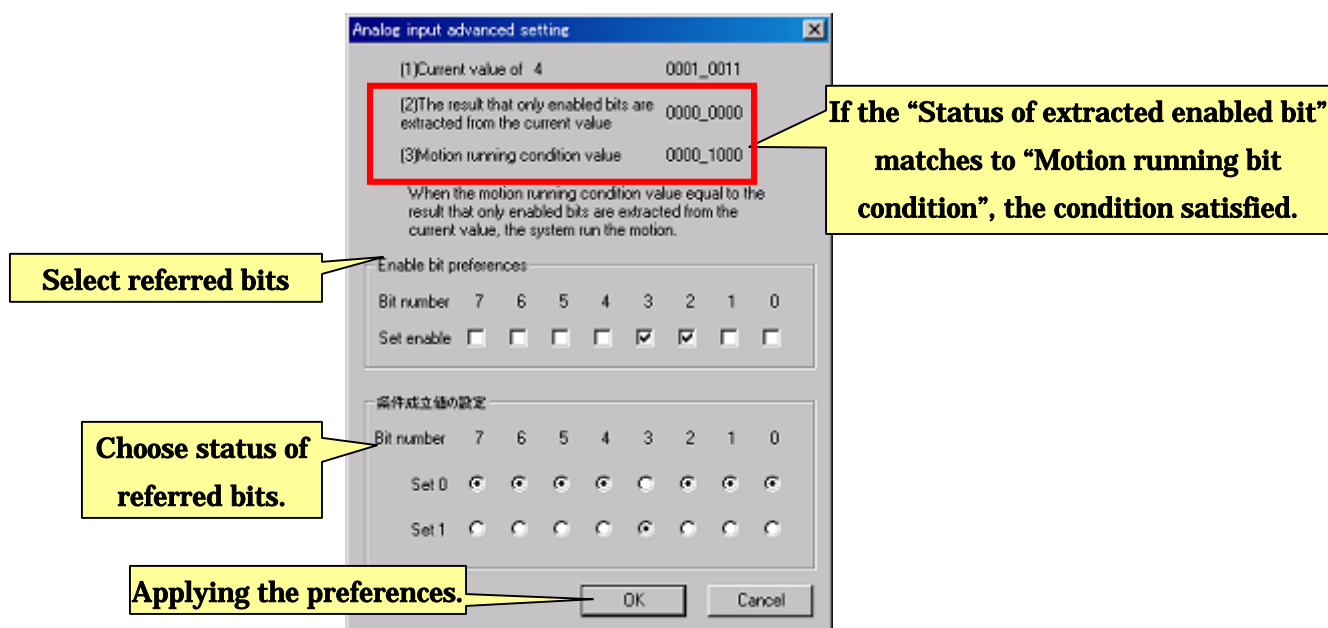 Analog input advanced setting
(1)Current value of 4 0001_0011
(2)The result that only enabled bits are
extracted from the current value 0000_0000
(3)Motion running condition value 0000_1000
When the motion running condition value equal to the
result that only enabled bits are extracted from the
current value, the system run the motion.
If the “Status of extracted enabled bit”
matches to “Motion running bit
condition”, the condition satisfied.
Select referred bits
Enable bit preferences
Bit number 7 6 5 4 3 2 1 0
Set enable
条件成立値の設定
Bit number 7 6 5 4 3 2 1 0
Choose status of
referred bits.
Set 0
Set 1
Applying the preferences.
OK Cancel